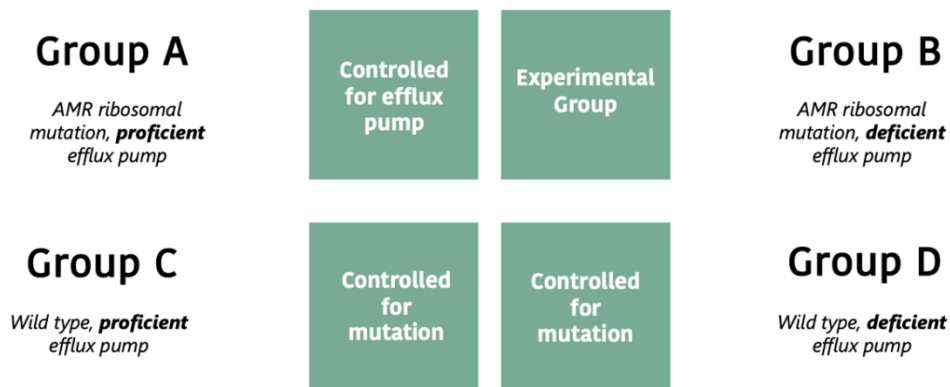 Group A
AMR ribosomal
mutation, proficient
efflux pump
Controlled
for efflux
pump
Experimental
Group
Group B
AMR ribosomal
mutation, deficient
efflux pump
Group C
Wild type, proficient
efflux pump
Controlled
for
mutation
Controlled
for
mutation
Group D
Wild type, deficient
efflux pump